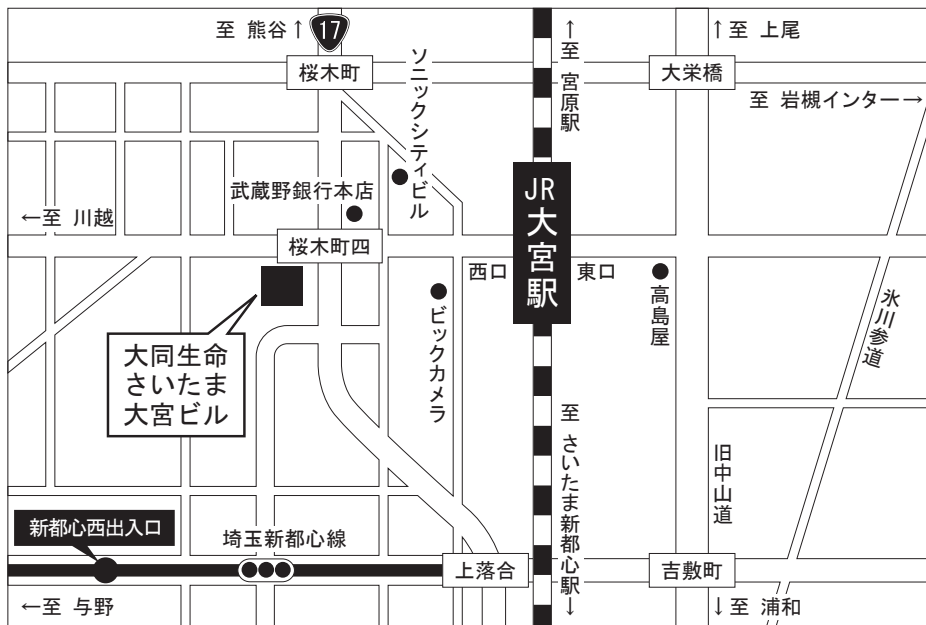 至 熊谷↑
17
↑至 宮原駅
↑至 上尾
桜木町
大栄橋
至 岩槻インター→
ソニックシティビル
武蔵野銀行本店
←至 川越
桜木町四
JR大宮駅
西口
東口
高島屋
氷川参道
ビックカメラ
大同生命
さいたま
大宮ビル
至 さいたま新都心駅↓
旧中山道
新都心西出入口
埼玉新都心線
上落合
吉敷町
←至 与野
↓至 浦和